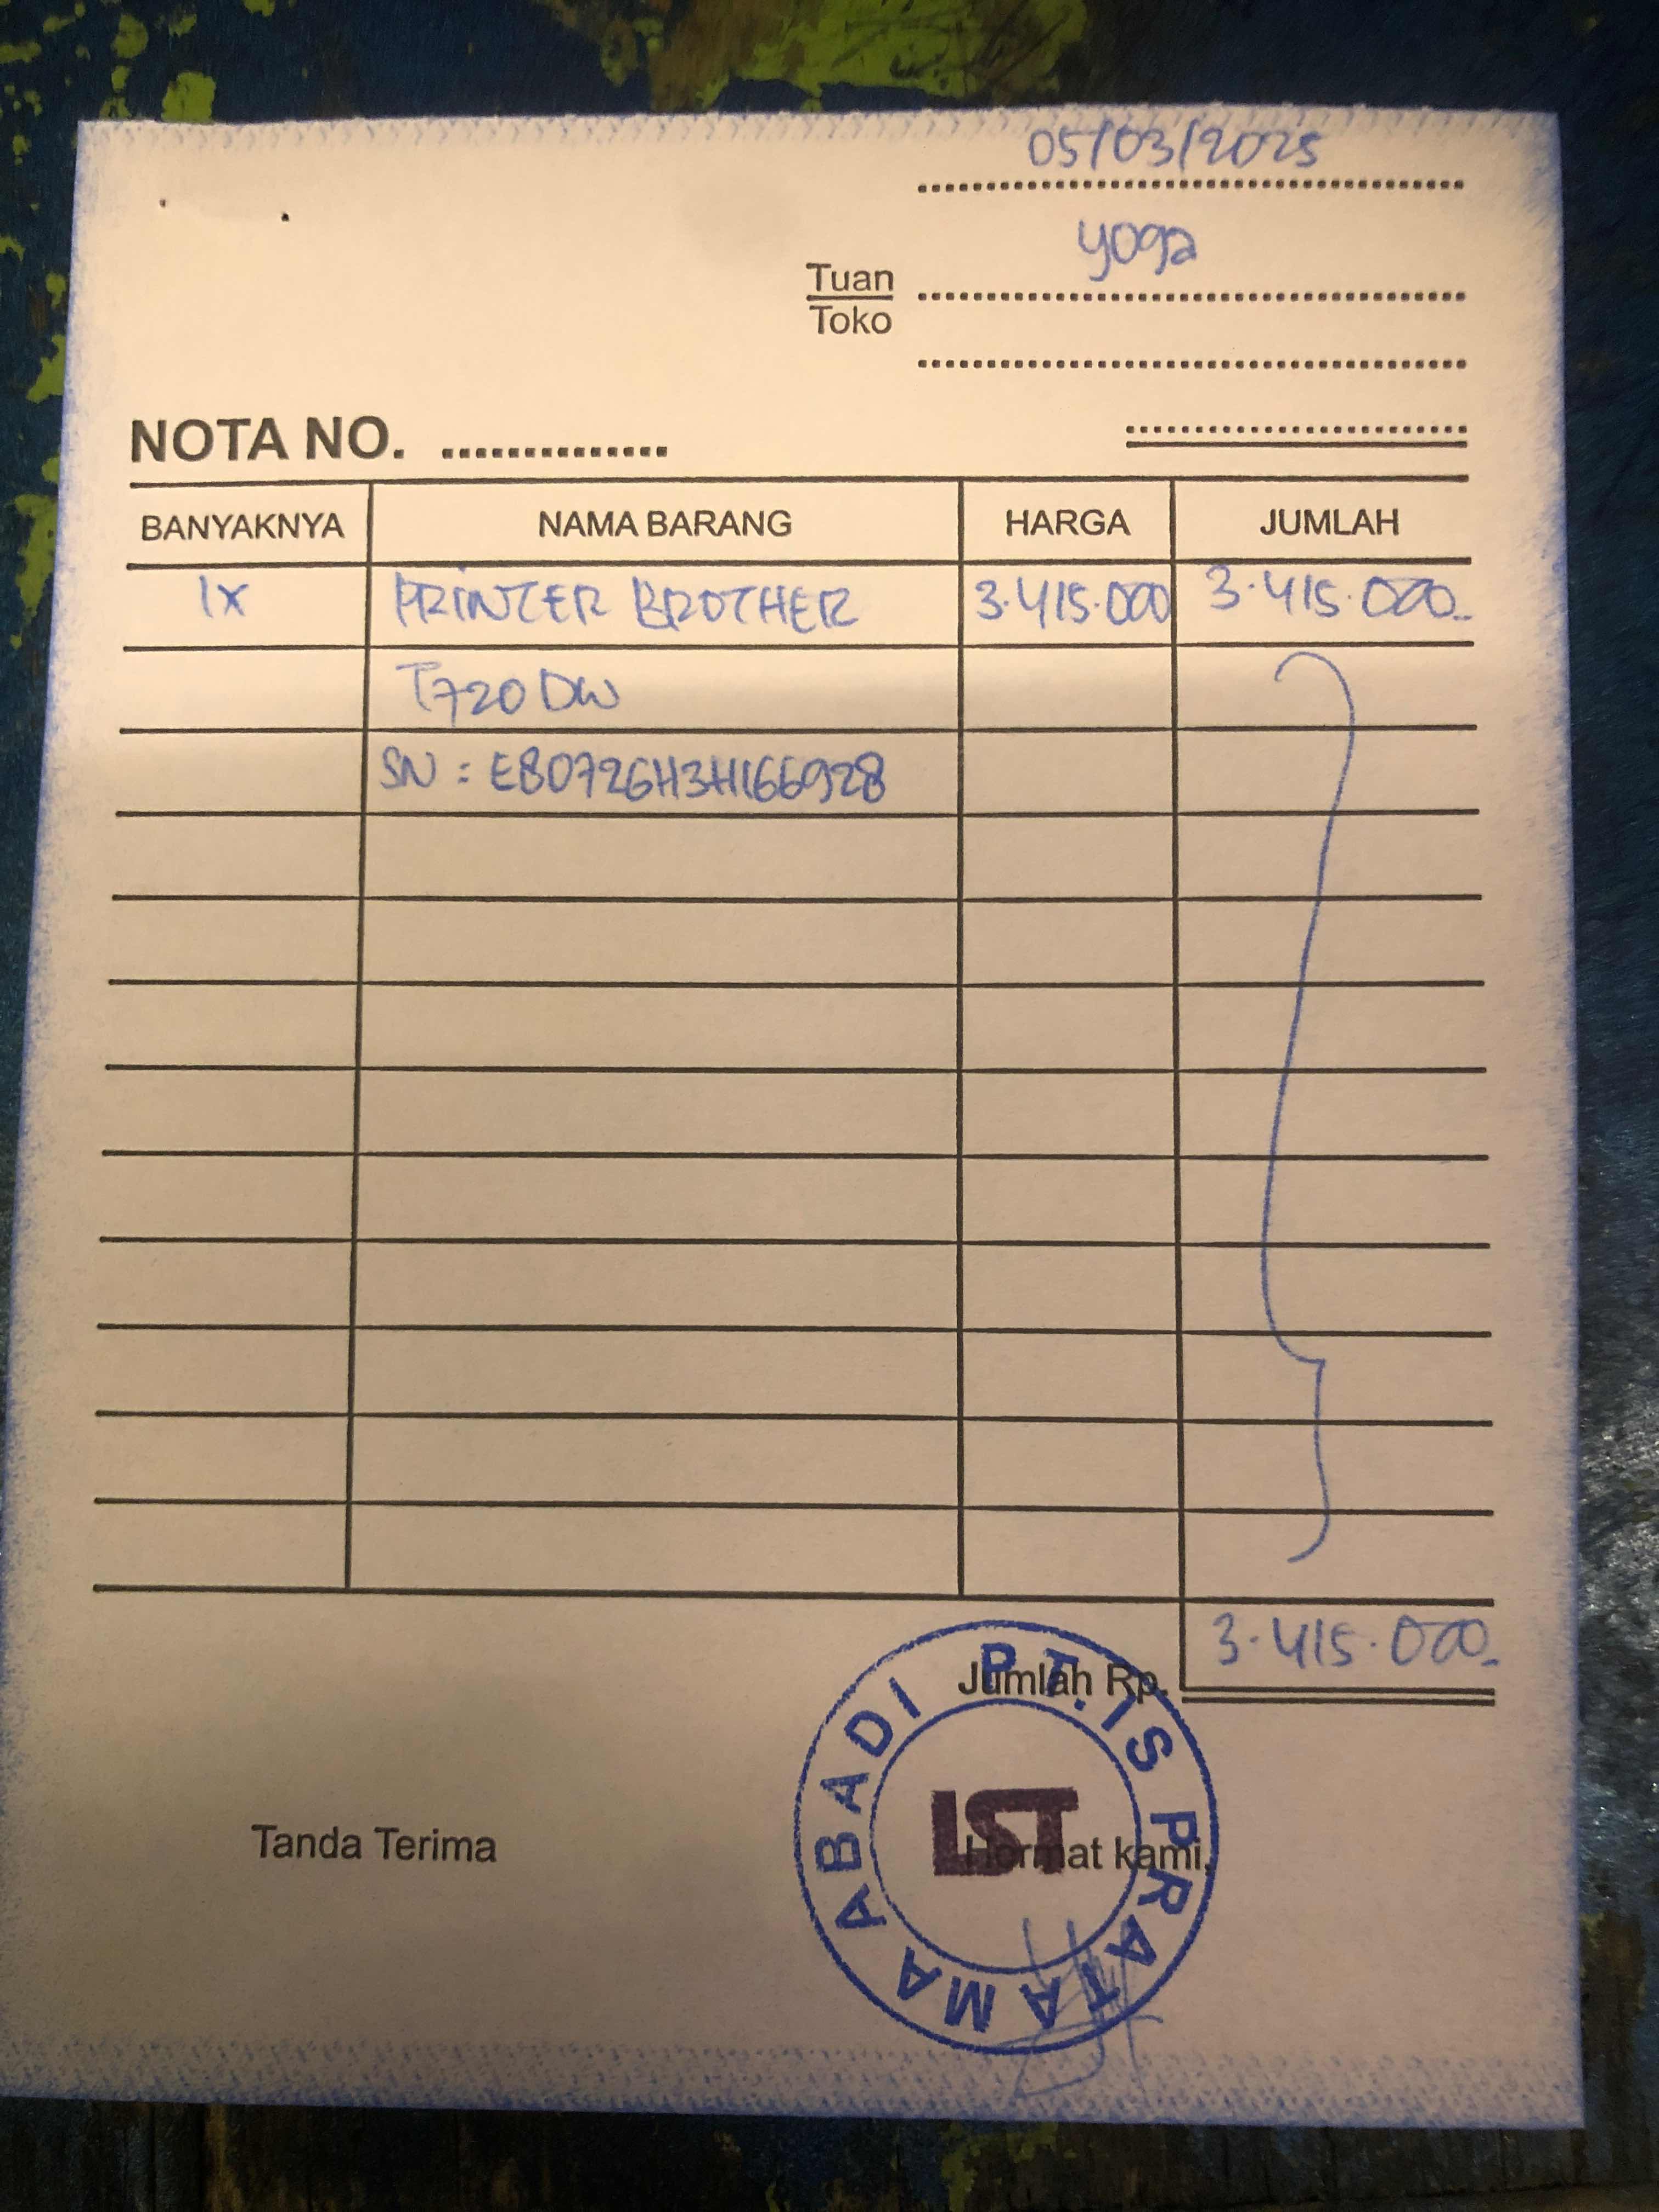 05/03/2025
yoga
Tuan
Toko
NOTA NO. ..............
BANYAKNYA NAMA BARANG HARGA JUMLAH
1x PRINTER BROTHER 3.415.000 3.415.000
T720 DW
SN : E80726H3H166928
3.415.000
Jumlah Rp.
Tanda Terima
Hormat kami,
PT. IS PRATAMA ABADI
IST